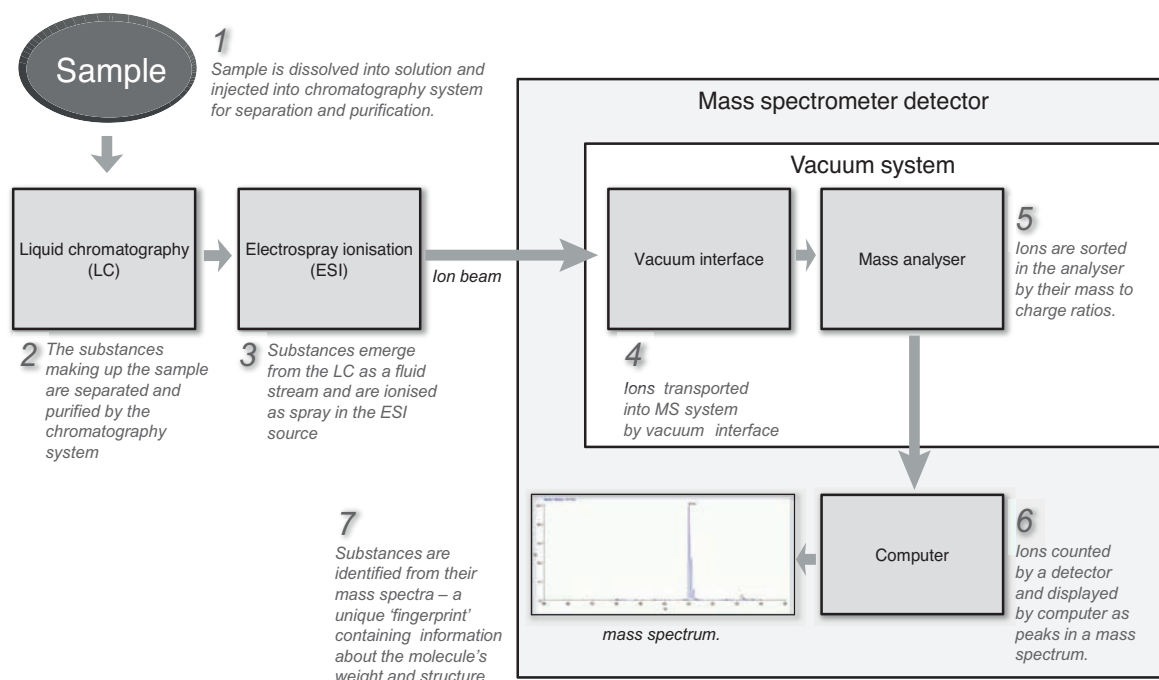 Sample
1
Sample is dissolved into solution and
injected into chromatography system
for separation and purification.
Mass spectrometer detector
Vacuum system
Liquid chromatography
(LC)
Electrospray ionisation
(ESI)
Ion beam
Vacuum interface
Mass analyser
5
Ions are sorted
in the analyser
by their mass to
charge ratios.
2 The substances
making up the sample
are separated and
purified by the
chromatography
system
3 Substances emerge
from the LC as a fluid
stream and are ionised
as spray in the ESI
source
4
Ions transported
into MS system
by vacuum interface
7
Substances are
identified from their
mass spectra – a
unique ‘fingerprint’
containing information
about the molecule's
weight and structure
mass spectrum.
Computer
6
Ions counted
by a detector
and displayed
by computer as
peaks in a mass
spectrum.